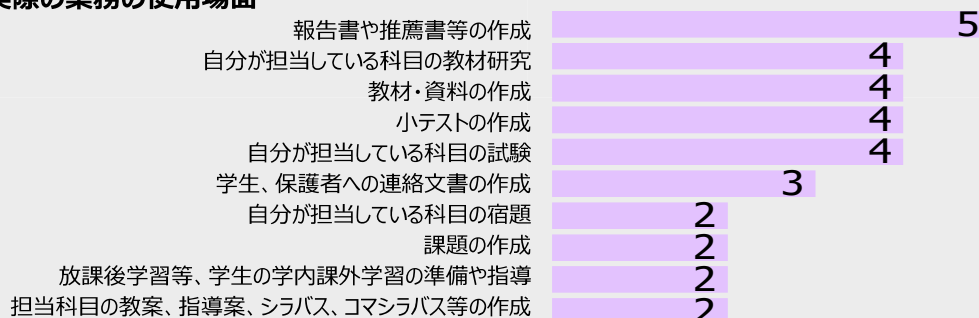 実際の業務の使用場面
報告書や推薦書等の作成 5
自分が担当している科目の教材研究 4
教材・資料の作成 4
小テストの作成 4
自分が担当している科目の試験 4
学生、保護者への連絡文書の作成 3
自分が担当している科目の宿題 2
課題の作成 2
放課後学習等、学生の学内課外学習の準備や指導 2
担当科目の教案、指導案、シラバス、コマシラバス等の作成 2